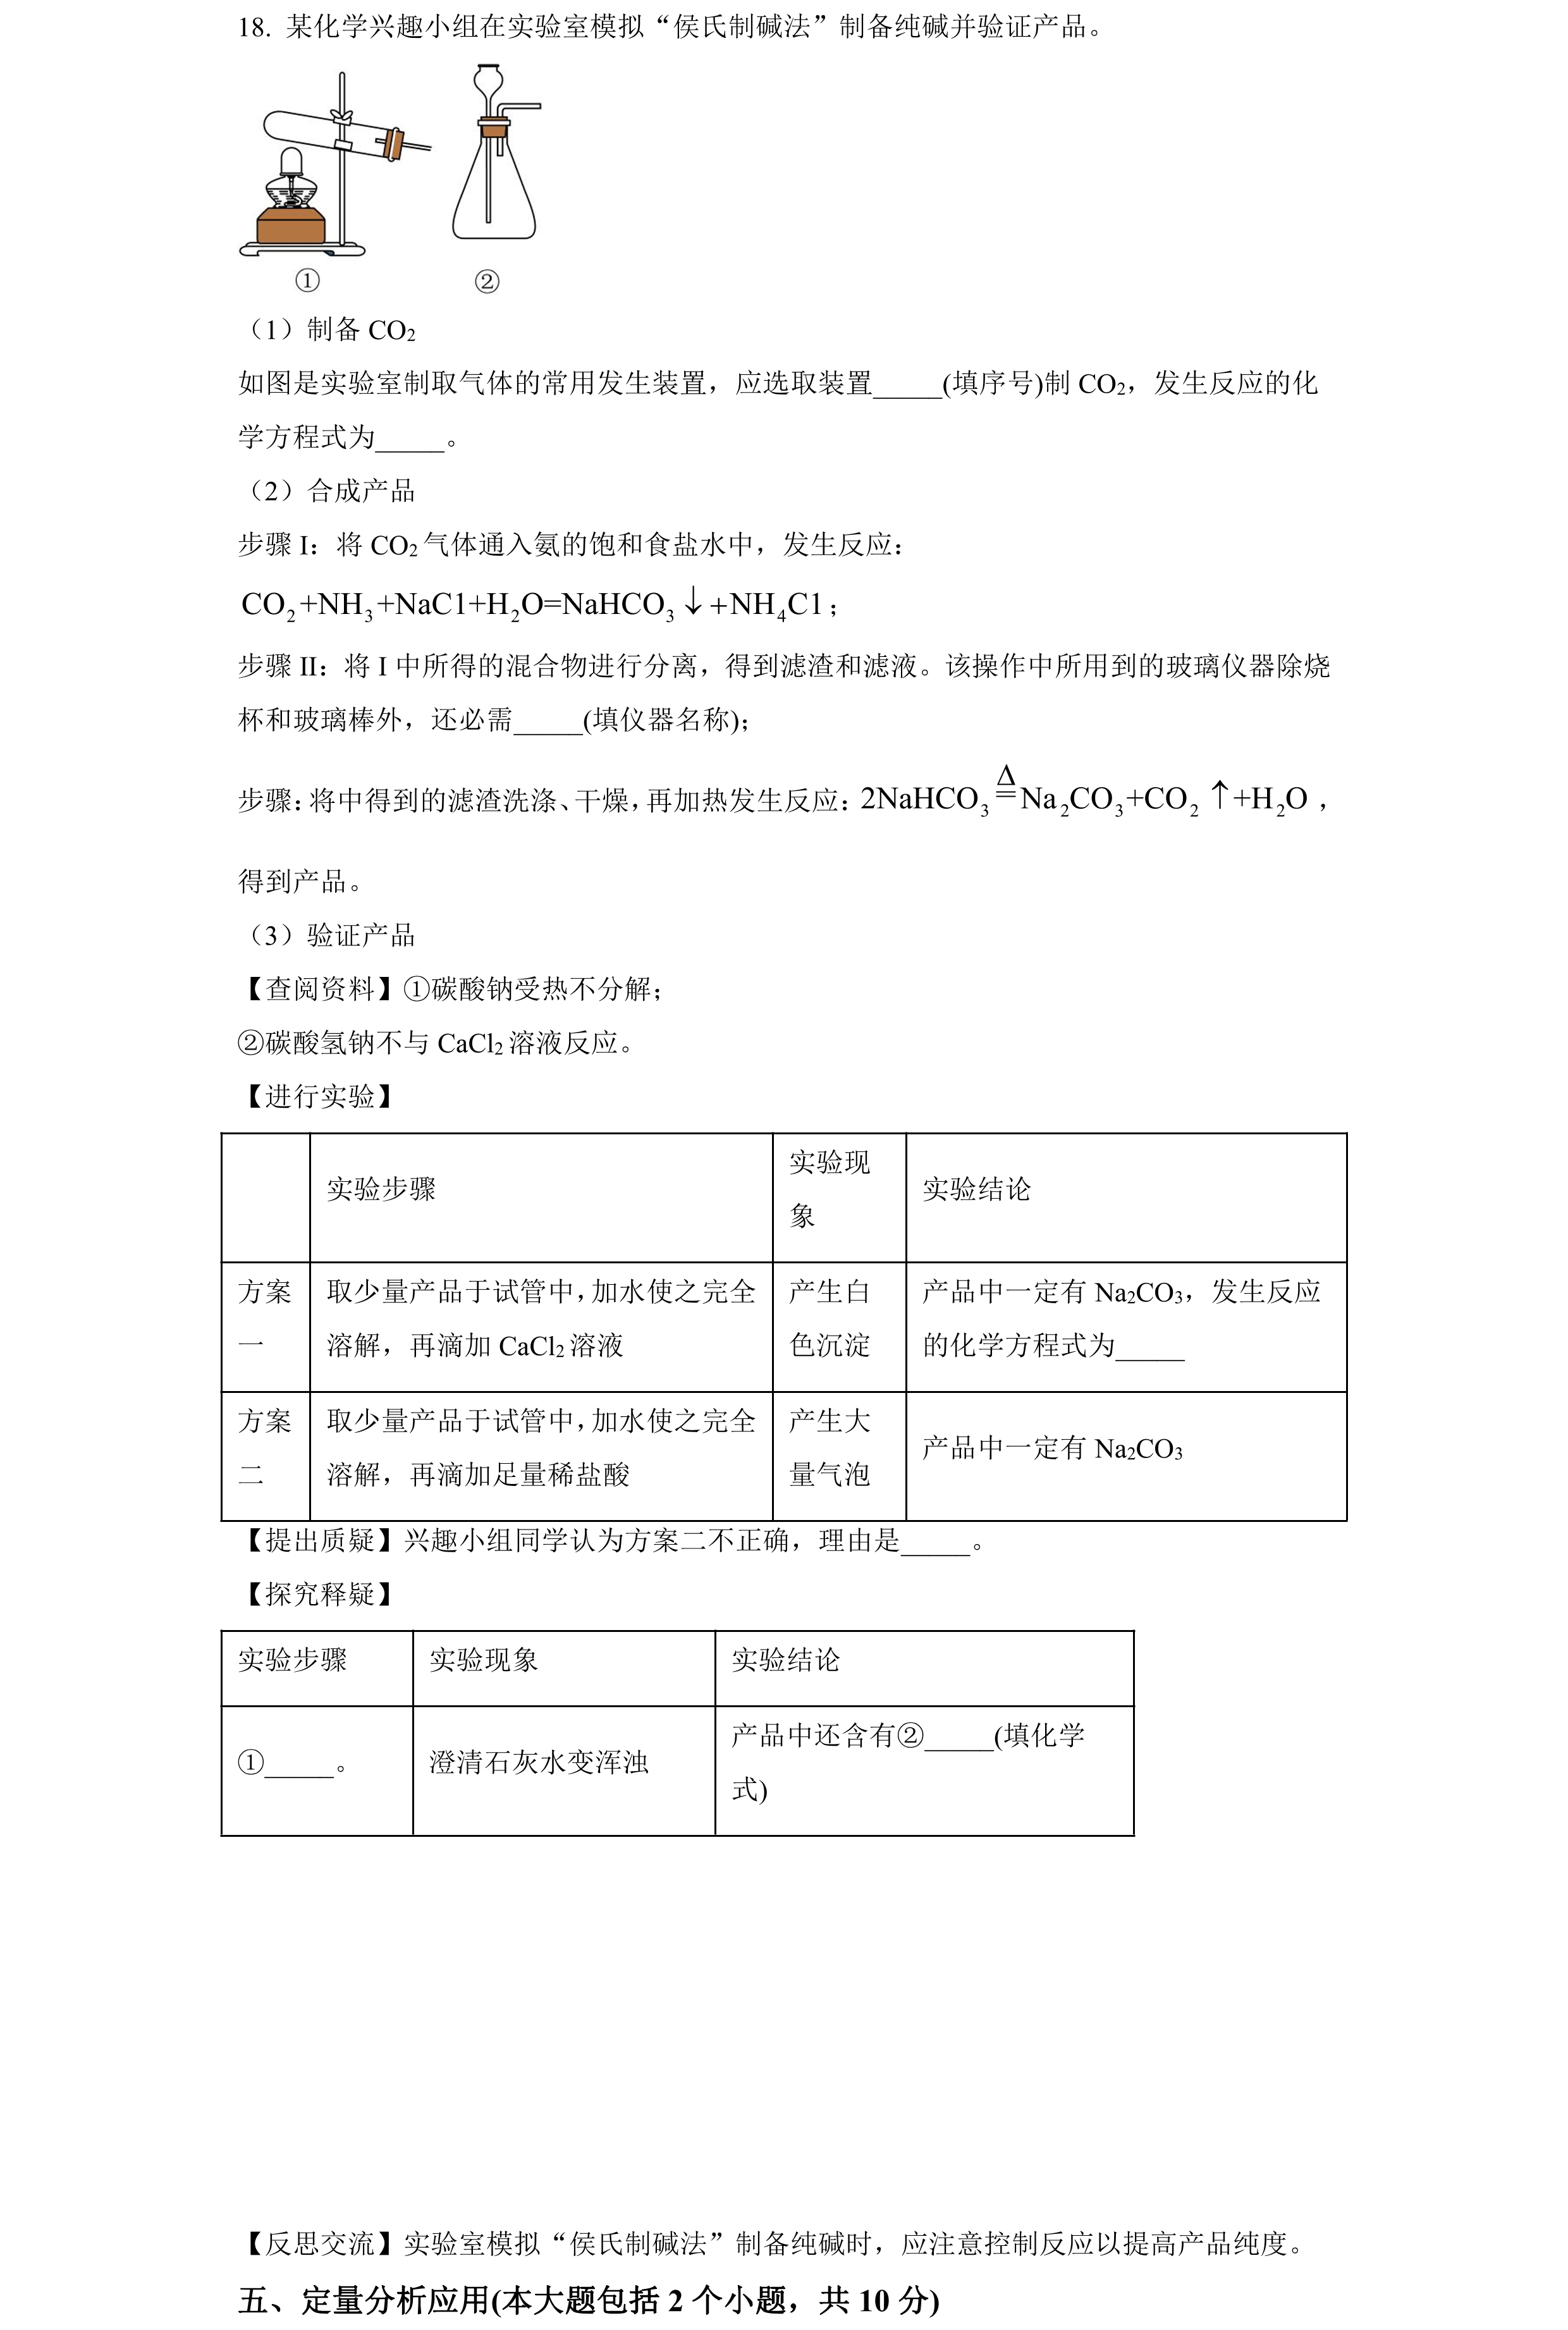 18. 某化学兴趣小组在实验室模拟“侯氏制碱法”制备纯碱并验证产品。
① ②
（1）制备 CO₂
如图是实验室制取气体的常用发生装置，应选取装置_____(填序号)制 CO₂，发生反应的化
学方程式为_____。
（2）合成产品
步骤 I：将 CO₂ 气体通入氨的饱和食盐水中，发生反应：
CO₂+NH₃+NaC1+H₂O=NaHCO₃↓+NH₄C1；
步骤 II：将 I 中所得的混合物进行分离，得到滤渣和滤液。该操作中所用到的玻璃仪器除烧
杯和玻璃棒外，还必需_____(填仪器名称)；
步骤：将中得到的滤渣洗涤、干燥，再加热发生反应：2NaHCO₃ ≜ Na₂CO₃+CO₂↑+H₂O，
得到产品。
（3）验证产品
【查阅资料】①碳酸钠受热不分解；
②碳酸氢钠不与 CaCl₂ 溶液反应。
【进行实验】
实验步骤
实验现
象
实验结论
方案
一
取少量产品于试管中，加水使之完全
溶解，再滴加 CaCl₂ 溶液
产生白
色沉淀
产品中一定有 Na₂CO₃，发生反应
的化学方程式为_____
方案
二
取少量产品于试管中，加水使之完全
溶解，再滴加足量稀盐酸
产生大
量气泡
产品中一定有 Na₂CO₃
【提出质疑】兴趣小组同学认为方案二不正确，理由是_____。
【探究释疑】
实验步骤
实验现象
实验结论
①_____。
澄清石灰水变浑浊
产品中还含有②_____(填化学
式)
【反思交流】实验室模拟“侯氏制碱法”制备纯碱时，应注意控制反应以提高产品纯度。
五、定量分析应用(本大题包括 2 个小题，共 10 分)